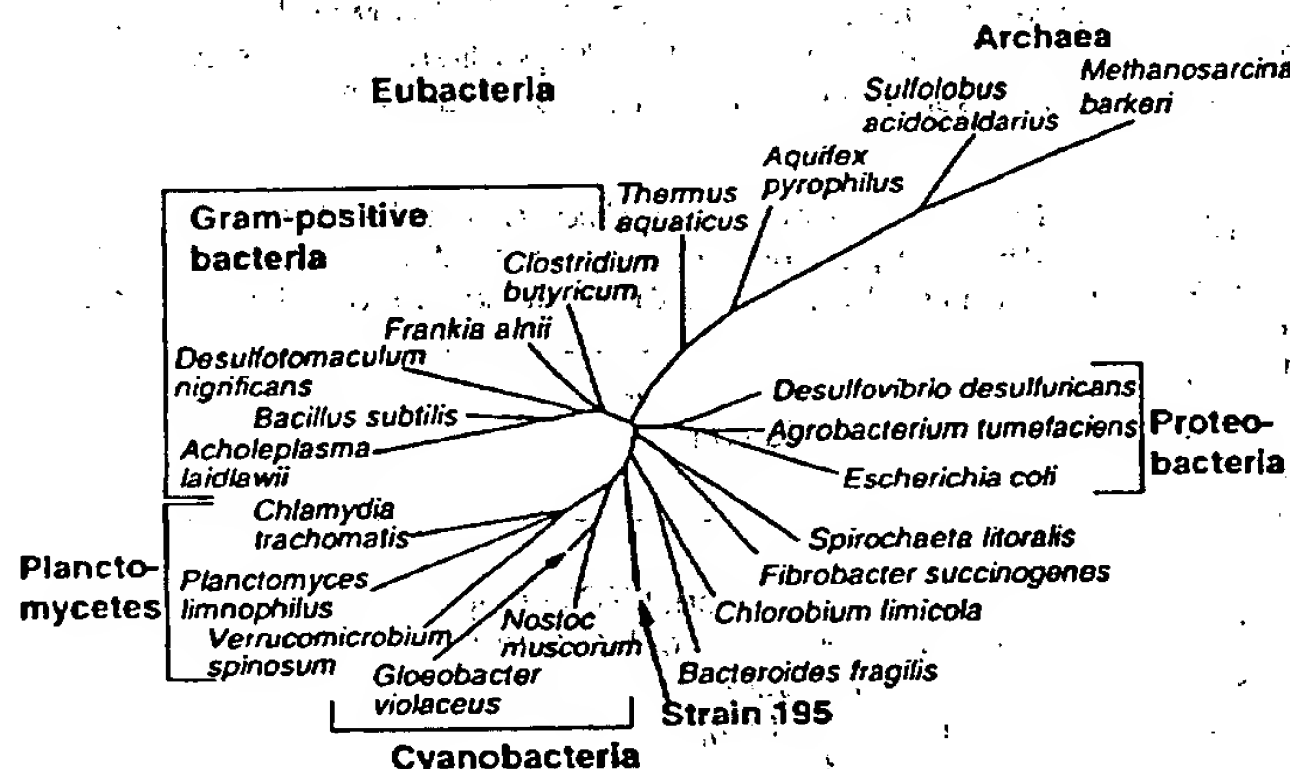 Archaea
Eubacteria
Methanosarcina
barkeri
Sulfolobus
acidocaldarius
Aquifex
pyrophilus
Thermus
aquaticus
Gram-positive
bacteria
Clostridium
butyricum
Frankia alnii
Desulfotomaculum
nigrificans
Bacillus subtilis
Acholeplasma
laidlawii
Desulfovibrio desulfuricans
Agrobacterium tumefaciens
Escherichia coli
Proteo-
bacteria
Chlamydia
trachomatis
Spirochaeta litoralis
Fibrobacter succinogenes
Chlorobium limicola
Plancto-
mycetes
Planctomyces
limnophilus
Verrucomicrobium
spinosum
Nostoc
muscorum
Gloeobacter
violaceus
Bacteroides fragilis
Strain 195
Cyanobacteria